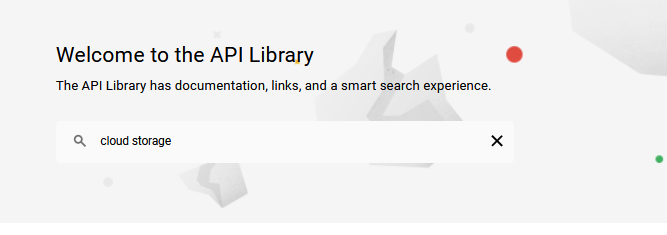 Welcome to the API Library
The API Library has documentation, links, and a smart search experience.
cloud storage